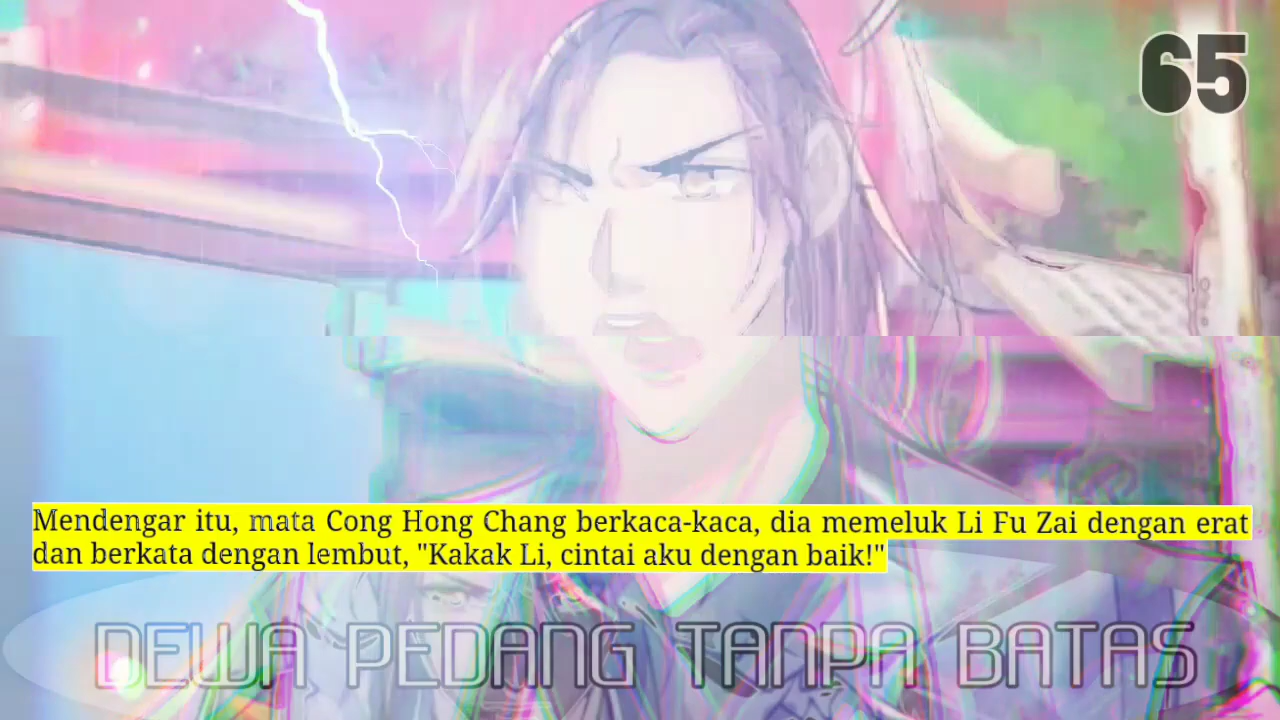 65
Mendengar itu, mata Cong Hong Chang berkaca-kaca, dia memeluk Li Fu Zai dengan erat
dan berkata dengan lembut, "Kakak Li, cintai aku dengan baik!"
DEWA PEDANG TANPA BATAS